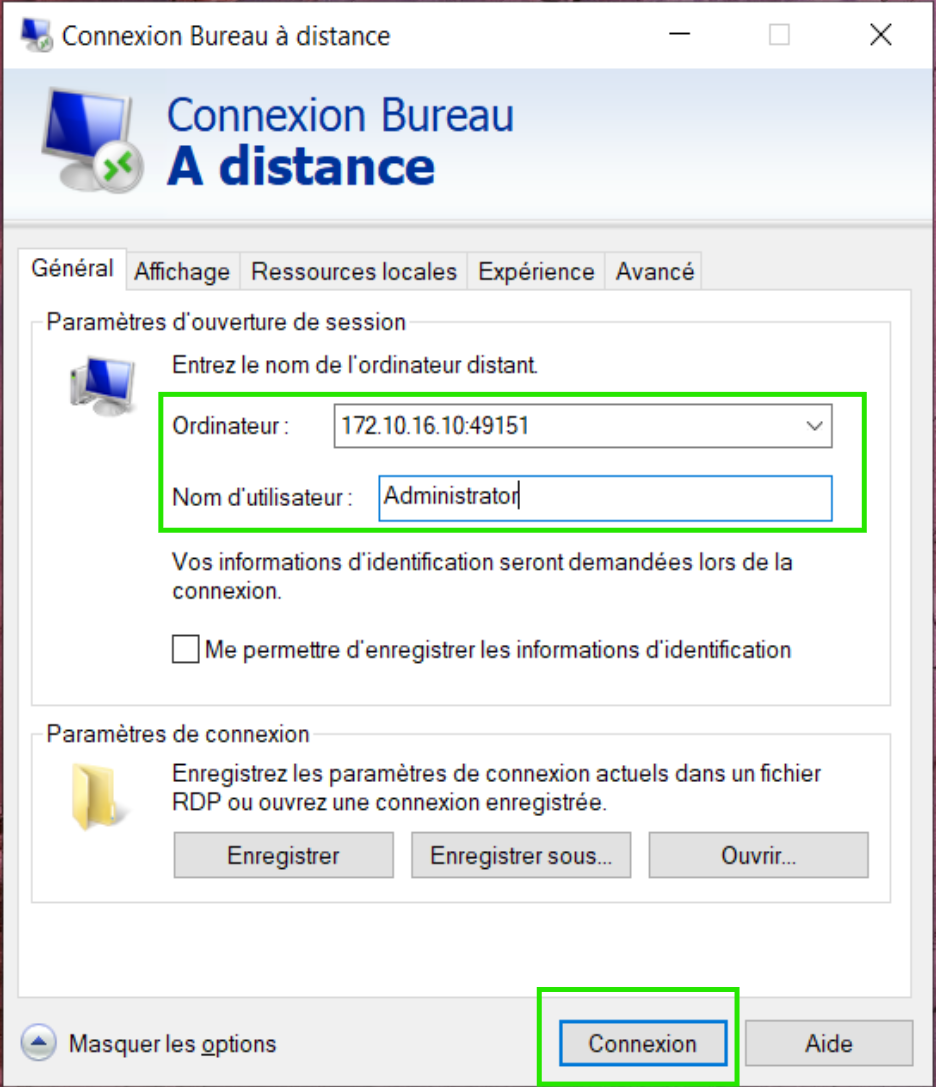 Connexion Bureau à distance
Connexion Bureau
A distance
Général Affichage Ressources locales Expérience Avancé
Paramètres d'ouverture de session
Entrez le nom de l'ordinateur distant.
Ordinateur : 172.10.16.10:49151
Nom d'utilisateur : Administrator
Vos informations d'identification seront demandées lors de la
connexion.
Me permettre d'enregistrer les informations d'identification
Paramètres de connexion
Enregistrez les paramètres de connexion actuels dans un fichier
RDP ou ouvrez une connexion enregistrée.
Enregistrer Enregistrer sous... Ouvrir...
Masquer les options Connexion Aide